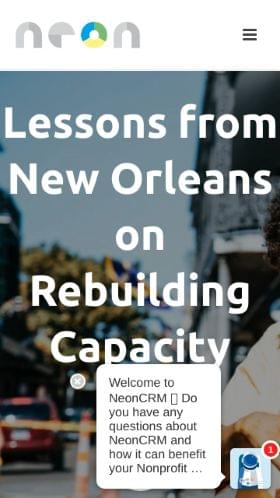 neon
Lessons from
New Orleans
on
Rebuilding
Capacity
Welcome to
NeonCRM ▯ Do
you have any
questions about
NeonCRM and
how it can benefit
your Nonprofit ...
1